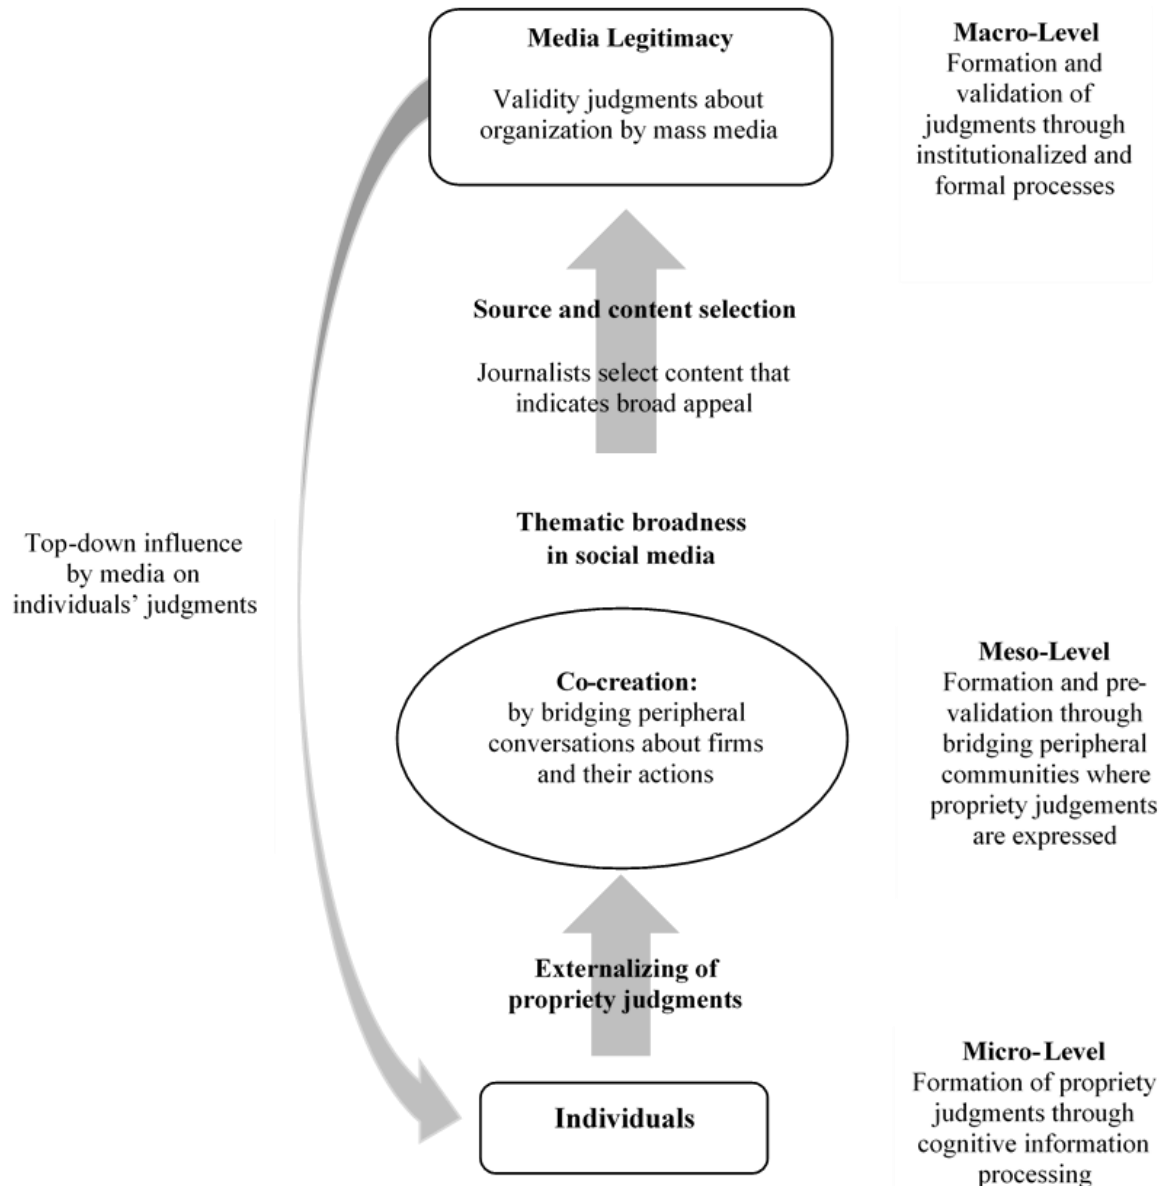 Media Legitimacy
Validity judgments about
organization by mass media
Macro-Level
Formation and
validation of
judgments through
institutionalized and
formal processes
Source and content selection
Journalists select content that
indicates broad appeal
Thematic broadness
in social media
Top-down influence
by media on
individuals’ judgments
Co-creation:
by bridging peripheral
conversations about firms
and their actions
Meso-Level
Formation and pre-
validation through
bridging peripheral
communities where
propriety judgements
are expressed
Externalizing of
propriety judgments
Individuals
Micro-Level
Formation of propriety
judgments through
cognitive information
processing